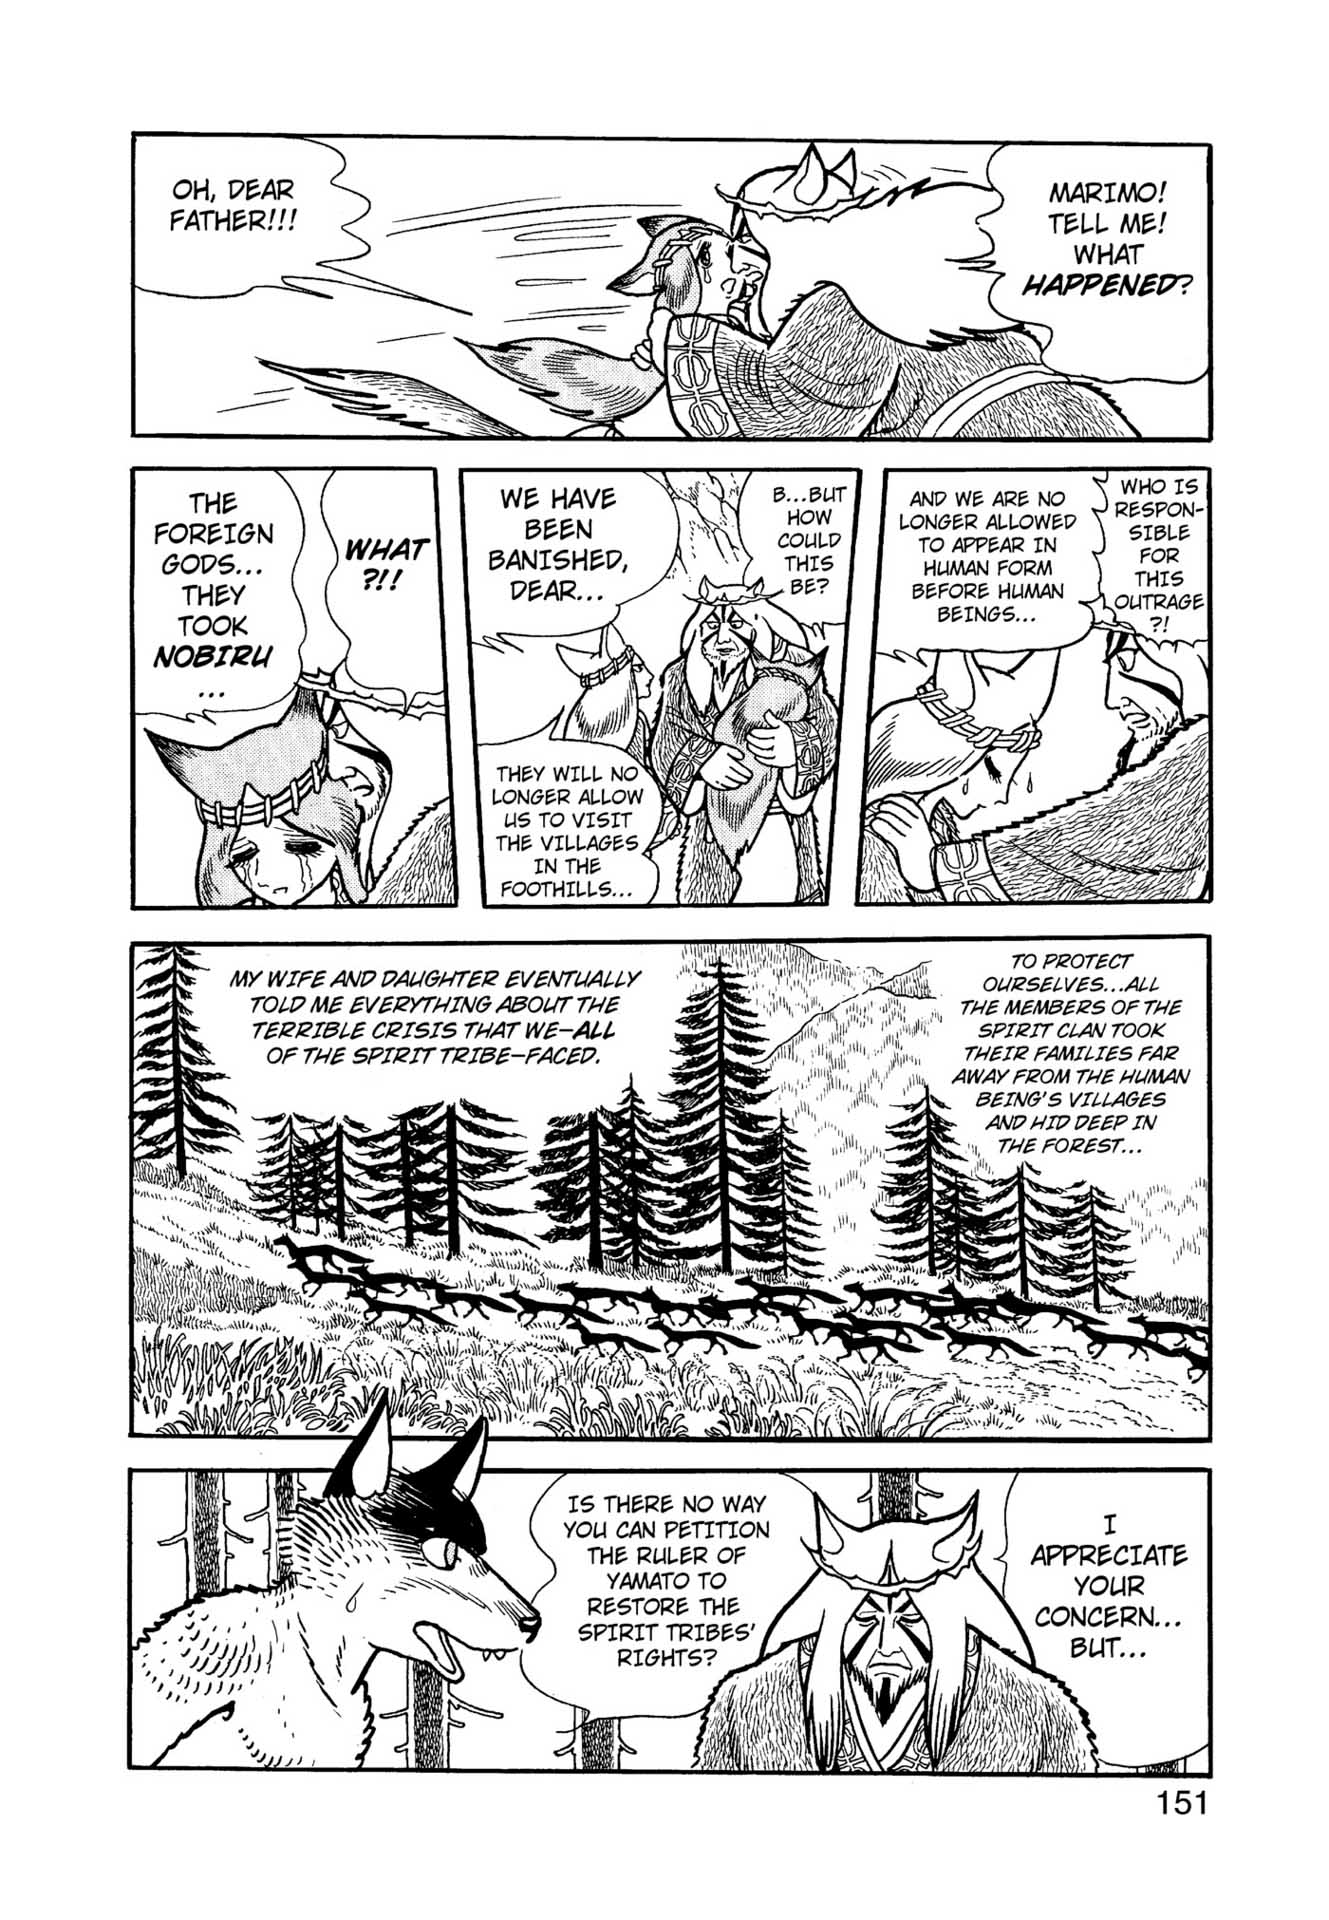 OH, DEAR
FATHER!!!
MARIMO!
TELL ME!
WHAT
HAPPENED?
THE
FOREIGN
GODS...
THEY
TOOK
NOBIRU
...
WHAT
?!!
WE HAVE
BEEN
BANISHED,
DEAR...
B...BUT
HOW
COULD
THIS
BE?
THEY WILL NO
LONGER ALLOW
US TO VISIT
THE VILLAGES
IN THE
FOOTHILLS...
AND WE ARE NO
LONGER ALLOWED
TO APPEAR IN
HUMAN FORM
BEFORE HUMAN
BEINGS...
WHO IS
RESPON-
SIBLE
FOR
THIS
OUTRAGE
?!
MY WIFE AND DAUGHTER EVENTUALLY
TOLD ME EVERYTHING ABOUT THE
TERRIBLE CRISIS THAT WE–ALL
OF THE SPIRIT TRIBE–FACED.
TO PROTECT
OURSELVES...ALL
THE MEMBERS OF THE
SPIRIT CLAN TOOK
THEIR FAMILIES FAR
AWAY FROM THE HUMAN
BEING'S VILLAGES
AND HID DEEP IN
THE FOREST...
IS THERE NO WAY
YOU CAN PETITION
THE RULER OF
YAMATO TO
RESTORE THE
SPIRIT TRIBES'
RIGHTS?
I
APPRECIATE
YOUR
CONCERN...
BUT...
151